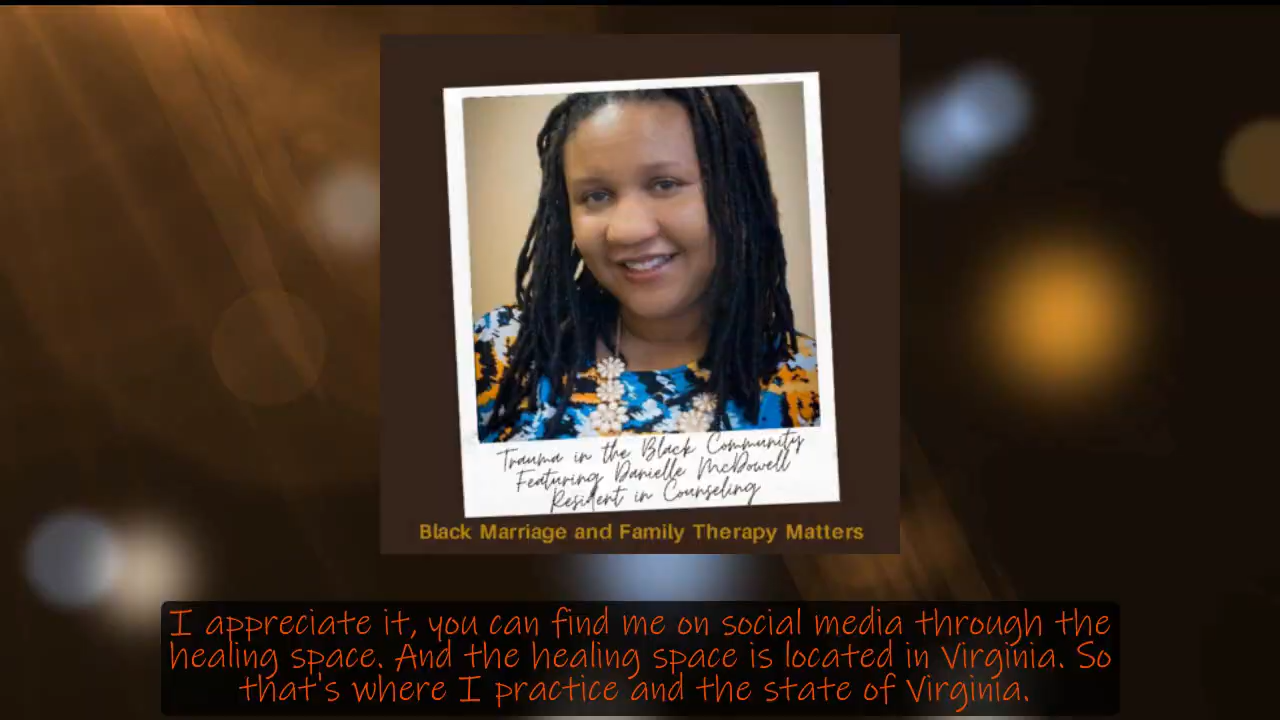 Trauma in the Black Community
Featuring Danielle McDowell
Resident in Counseling
Black Marriage and Family Therapy Matters
I appreciate it, you can find me on social media through the
healing space. And the healing space is located in Virginia. So
that's where I practice and the state of Virginia.